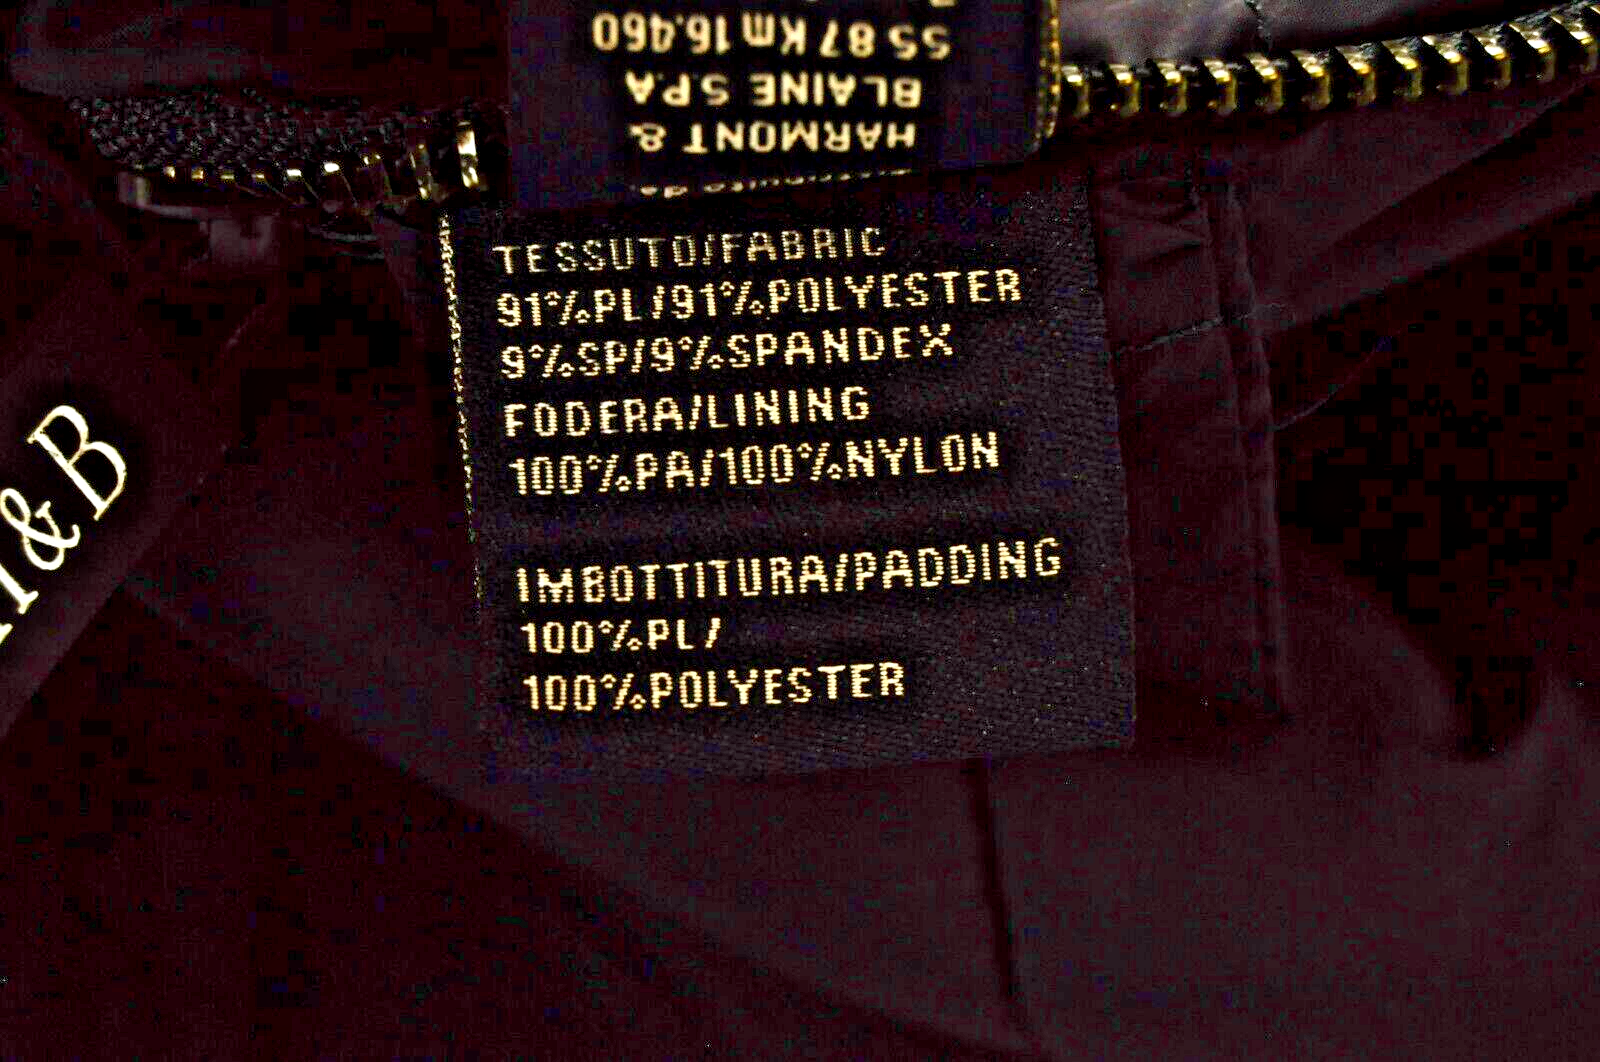 HARMONT &
BLAINE S.P.A
SS 87 Km 16.460
TESSUTO/FABRIC
91%PL/91%POLYESTER
9%SP/9%SPANDEX
FODERA/LINING
100%PA/100%NYLON
IMBOTTITURA/PADDING
100%PL/
100%POLYESTER
&B